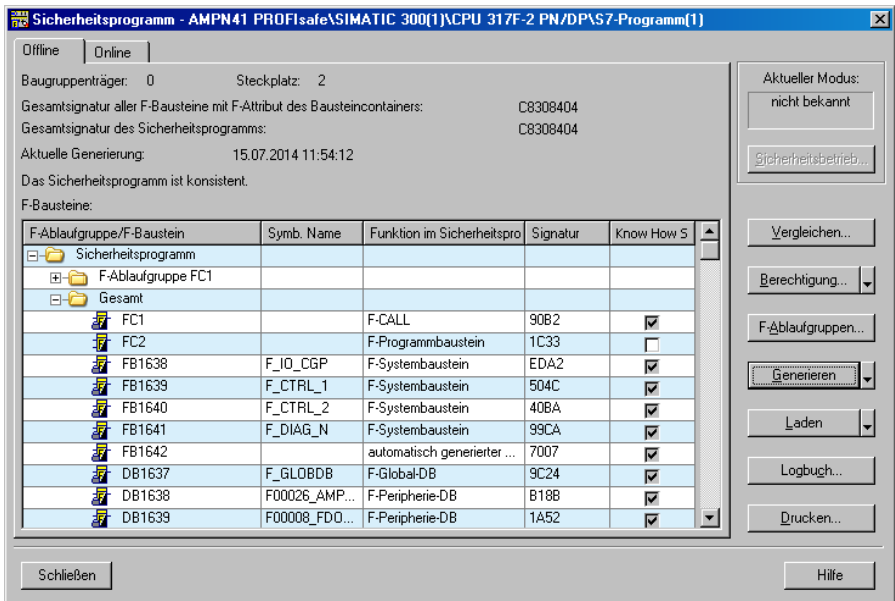 Sicherheitsprogramm - AMPN41 PROFIsafe\SIMATIC 300(1)\CPU 317F-2 PN/DP\S7-Programm(1)
Offline Online
Baugruppenträger: 0 Steckplatz: 2
Gesamtsignatur aller F-Bausteine mit F-Attribut des Bausteincontainers: C8308404
Gesamtsignatur des Sicherheitsprogramms: C8308404
Aktuelle Generierung: 15.07.2014 11:54:12
Das Sicherheitsprogramm ist konsistent.
F-Bausteine:
F-Ablaufgruppe/F-Baustein Symb. Name Funktion im Sicherheitspro Signatur Know How S
Sicherheitsprogramm
F-Ablaufgruppe FC1
Gesamt
FC1 F-CALL 90B2
FC2 F-Programmbaustein 1C33
FB1638 F_IO_CGP F-Systembaustein EDA2
FB1639 F_CTRL_1 F-Systembaustein 504C
FB1640 F_CTRL_2 F-Systembaustein 40BA
FB1641 F_DIAG_N F-Systembaustein 99CA
FB1642 automatisch generierter ... 7007
DB1637 F_GLOBDB F-Global-DB 9C24
DB1638 F00026_AMP... F-Peripherie-DB B18B
DB1639 F00008_FDO... F-Peripherie-DB 1A52
Aktueller Modus:
nicht bekannt
Sicherheitsbetrieb...
Vergleichen...
Berechtigung...
F-Ablaufgruppen...
Generieren
Laden
Logbuch...
Drucken...
Schließen Hilfe